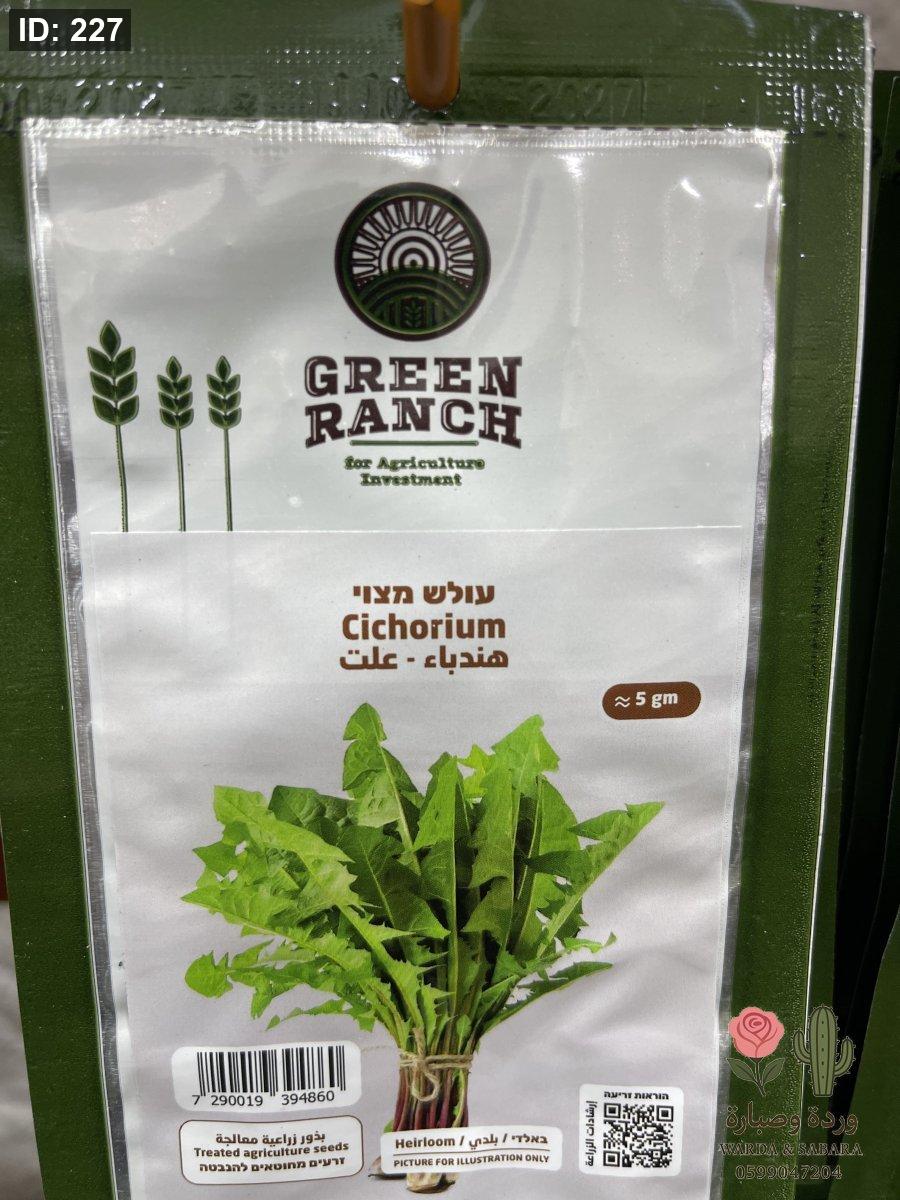 ID: 227
2027
GREEN
RANCH
for Agriculture
Investment
עולש מצוי
Cichorium
هندباء - علت
≈ 5 gm
7 290019 394860
بذور زراعية معالجة
Treated agriculture seeds
זרעים מחוטאים להנבטה
Heirloom / بلدي / באלדי
PICTURE FOR ILLUSTRATION ONLY
הוראות זריעה
إرشادات الزراعة
وردة وصبارة
WARDA & SABARA
0599047204